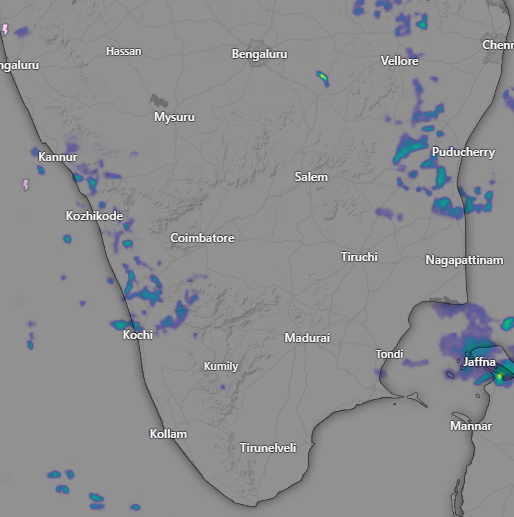 Hassan
Bengaluru
Chenn
ngaluru
Vellore
Mysuru
Kannur
Puducherry
Salem
Kozhikode
Coimbatore
Tiruchi
Nagapattinam
Kochi
Madurai
Tondi
Jaffna
Kumily
Mannar
Kollam
Tirunelveli